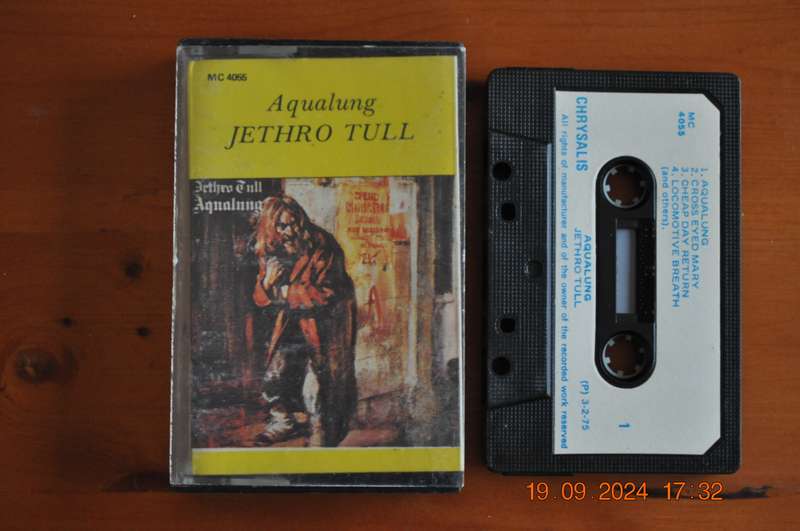 MC 4055
Aqualung
JETHRO TULL
Jethro Tull
Aqualung
CHRYSALIS
MC
4055
1. AQUALUNG
2. CROSS EYED MARY
3. CHEAP DAY RETURN
4. LOCOMOTIVE BREATH
(and others).
AQUALUNG
JETHRO TULL
(P) 3-2-75
1
All rights of manufacturer and of the owner of the recorded work reserved
19.09.2024 17:32